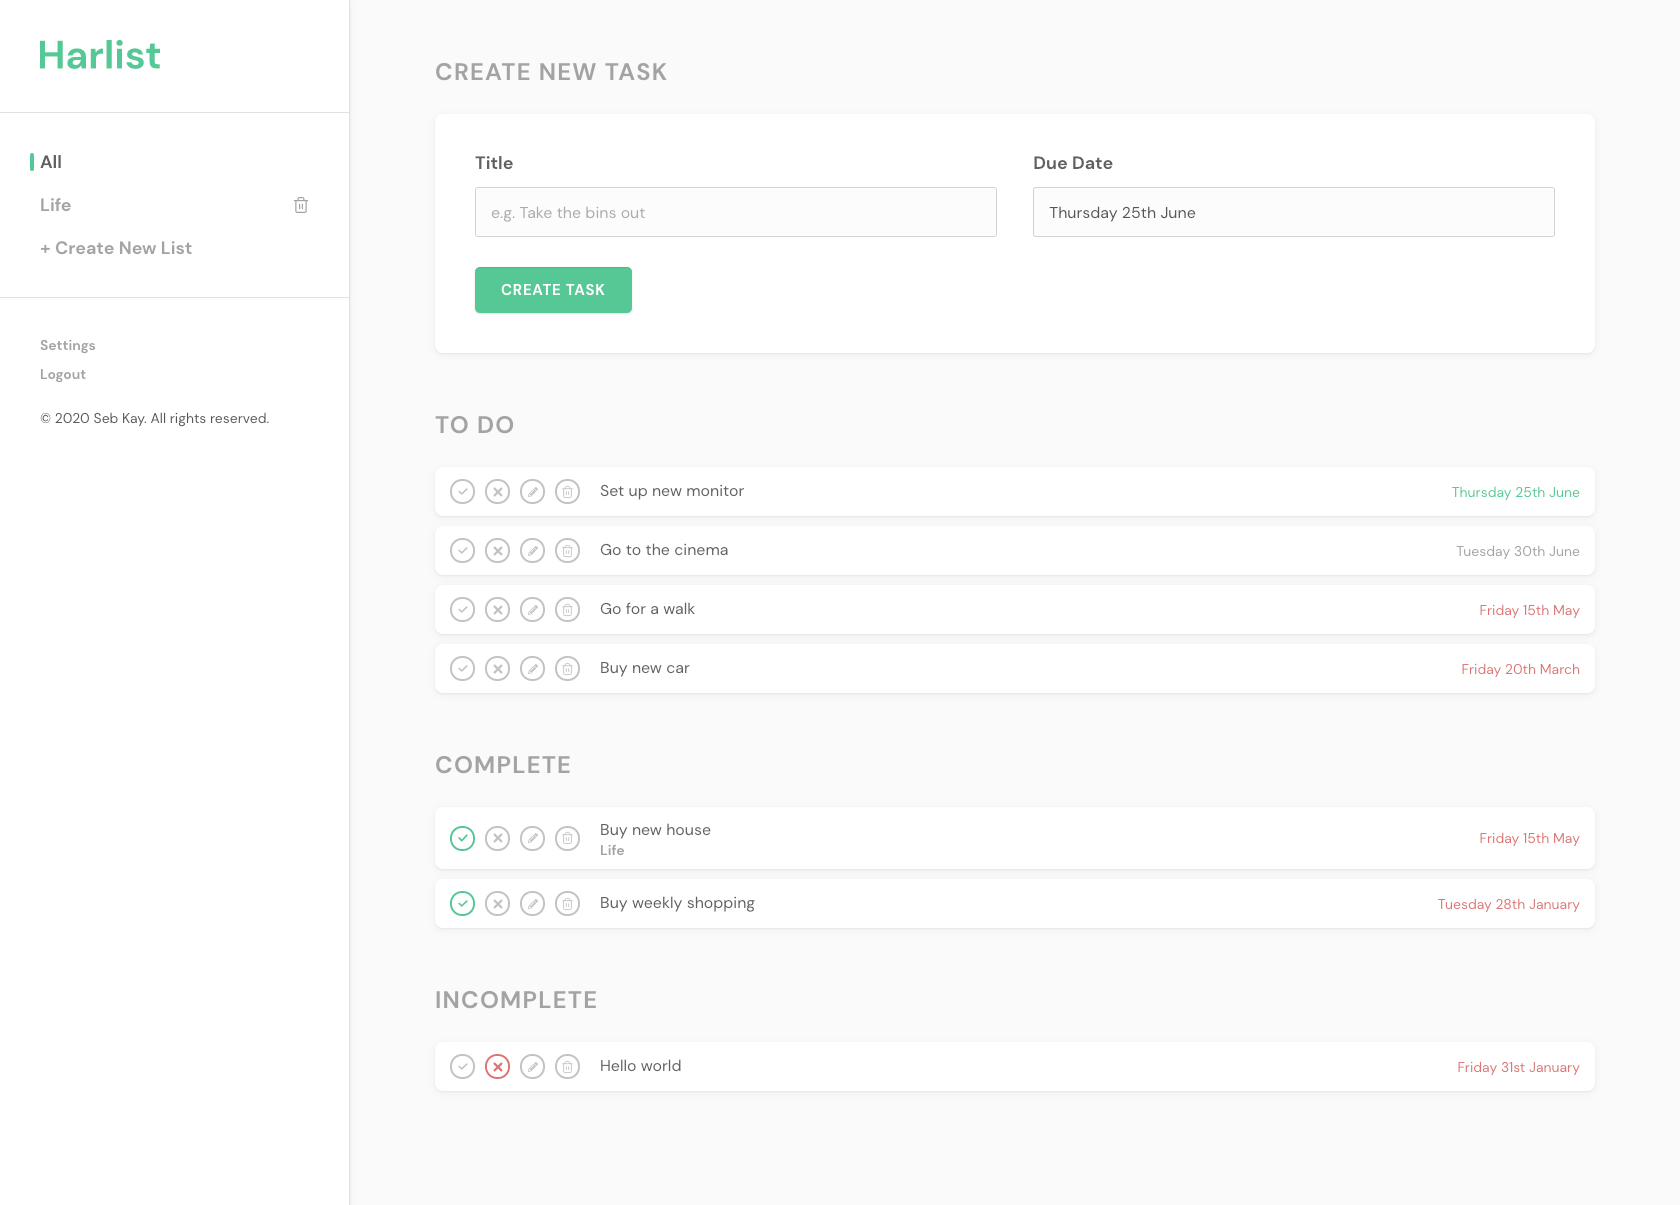 Harlist
All
Life
+ Create New List
Settings
Logout
© 2020 Seb Kay. All rights reserved.
CREATE NEW TASK
Title
Due Date
e.g. Take the bins out
Thursday 25th June
CREATE TASK
TO DO
Set up new monitor
Thursday 25th June
Go to the cinema
Tuesday 30th June
Go for a walk
Friday 15th May
Buy new car
Friday 20th March
COMPLETE
Buy new house
Life
Friday 15th May
Buy weekly shopping
Tuesday 28th January
INCOMPLETE
Hello world
Friday 31st January